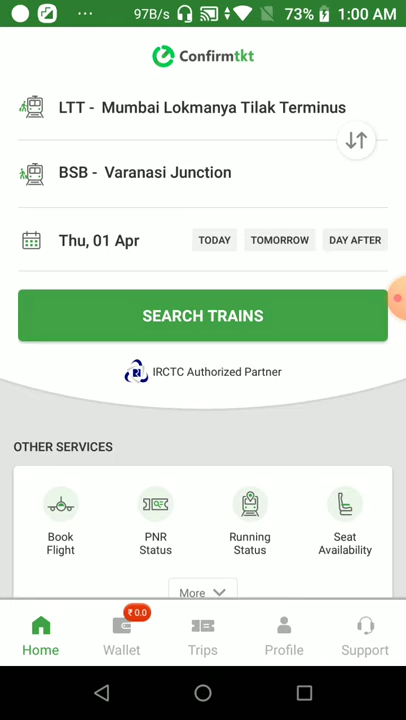 97B/s 73% 1:00 AM
Confirmtkt
LTT - Mumbai Lokmanya Tilak Terminus
BSB - Varanasi Junction
Thu, 01 Apr TODAY TOMORROW DAY AFTER
SEARCH TRAINS
IRCTC Authorized Partner
OTHER SERVICES
Book Flight
PNR Status
Running Status
Seat Availability
More
₹ 0.0
Home Wallet Trips Profile Support